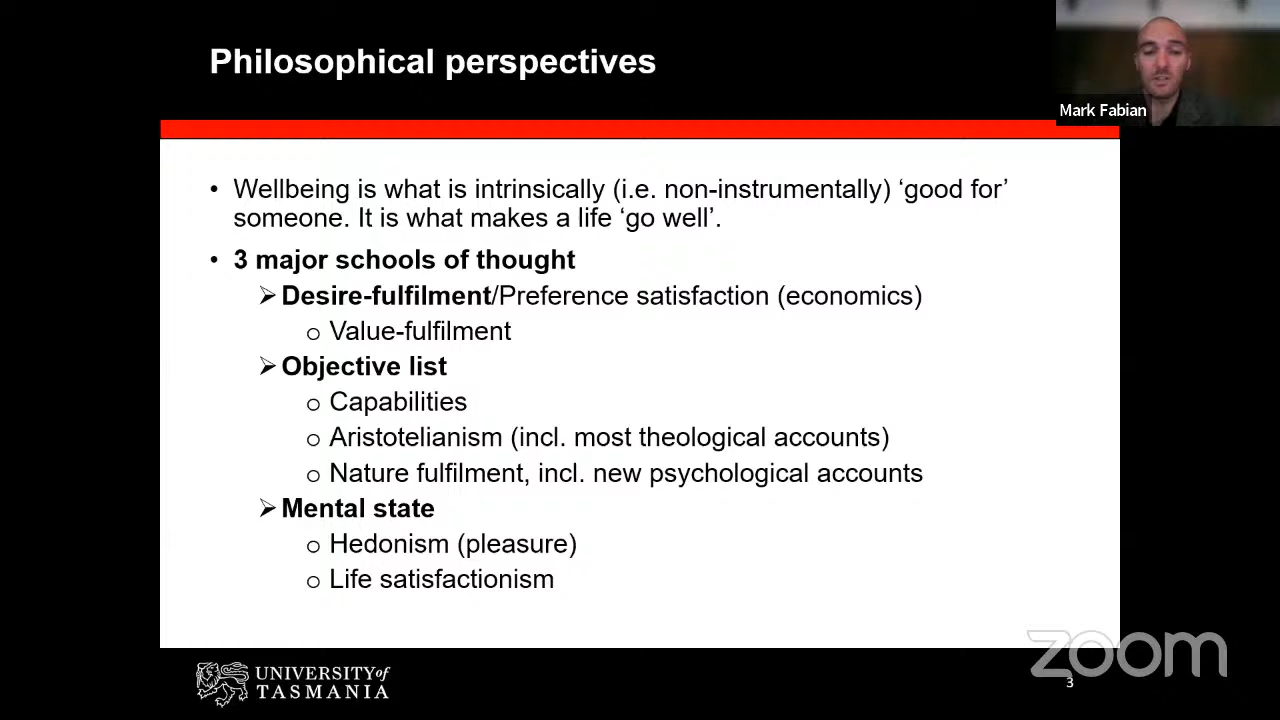 Philosophical perspectives
Mark Fabian
• Wellbeing is what is intrinsically (i.e. non-instrumentally) ‘good for’
someone. It is what makes a life ‘go well’.
• 3 major schools of thought
➢ Desire-fulfilment/Preference satisfaction (economics)
o Value-fulfilment
➢ Objective list
o Capabilities
o Aristotelianism (incl. most theological accounts)
o Nature fulfilment, incl. new psychological accounts
➢ Mental state
o Hedonism (pleasure)
o Life satisfactionism
UNIVERSITY of
TASMANIA
zoom
3